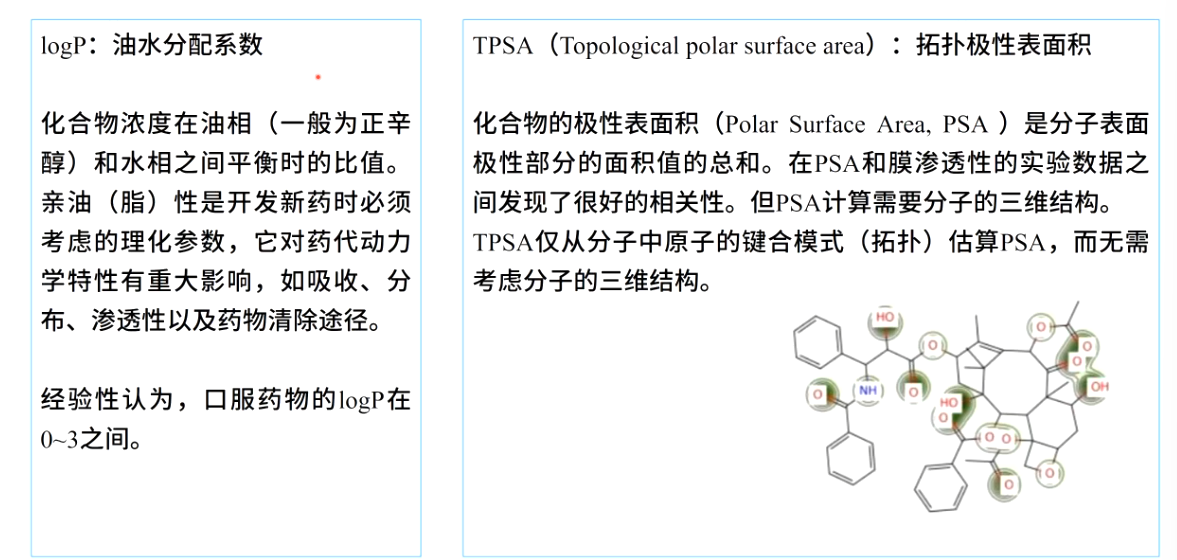 logP：油水分配系数
化合物浓度在油相（一般为正辛
醇）和水相之间平衡时的比值。
亲油（脂）性是开发新药时必须
考虑的理化参数，它对药代动力
学特性有重大影响，如吸收、分
布、渗透性以及药物清除途径。
经验性认为，口服药物的logP在
0~3之间。
TPSA（Topological polar surface area）：拓扑极性表面积
化合物的极性表面积（Polar Surface Area, PSA ）是分子表面
极性部分的面积值的总和。在PSA和膜渗透性的实验数据之
间发现了很好的相关性。但PSA计算需要分子的三维结构。
TPSA仅从分子中原子的键合模式（拓扑）估算PSA，而无需
考虑分子的三维结构。
HO
O
O
O
O
O
NH
O
OH
HO
O
O
O
O
O